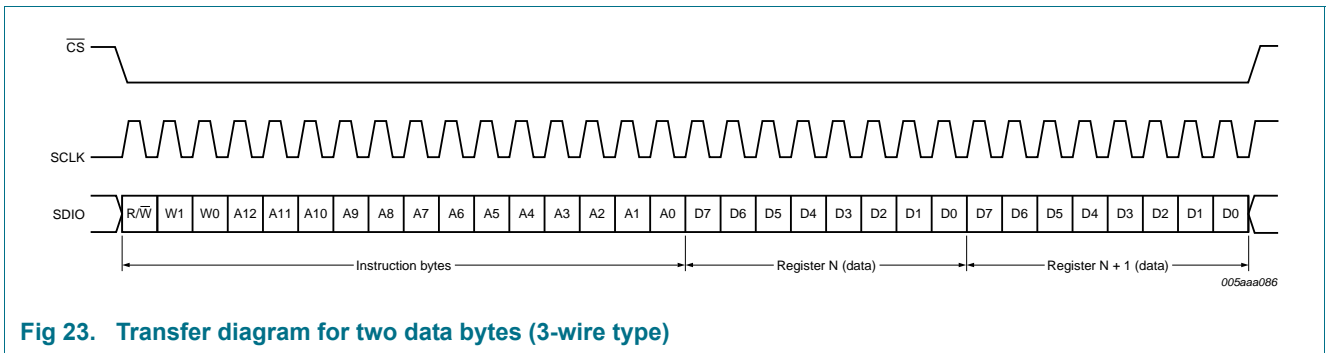 CS
SCLK
SDIO R/W W1 W0 A12 A11 A10 A9 A8 A7 A6 A5 A4 A3 A2 A1 A0 D7 D6 D5 D4 D3 D2 D1 D0 D7 D6 D5 D4 D3 D2 D1 D0
Instruction bytes Register N (data) Register N + 1 (data)
005aaa086
Fig 23. Transfer diagram for two data bytes (3-wire type)